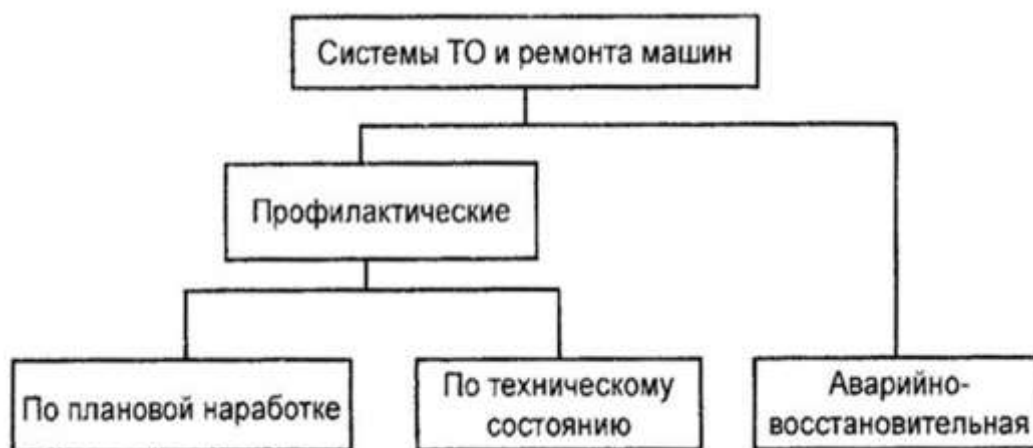 Системы ТО и ремонта машин
Профилактические
По плановой наработке
По техническому
состоянию
Аварийно-
восстановительная